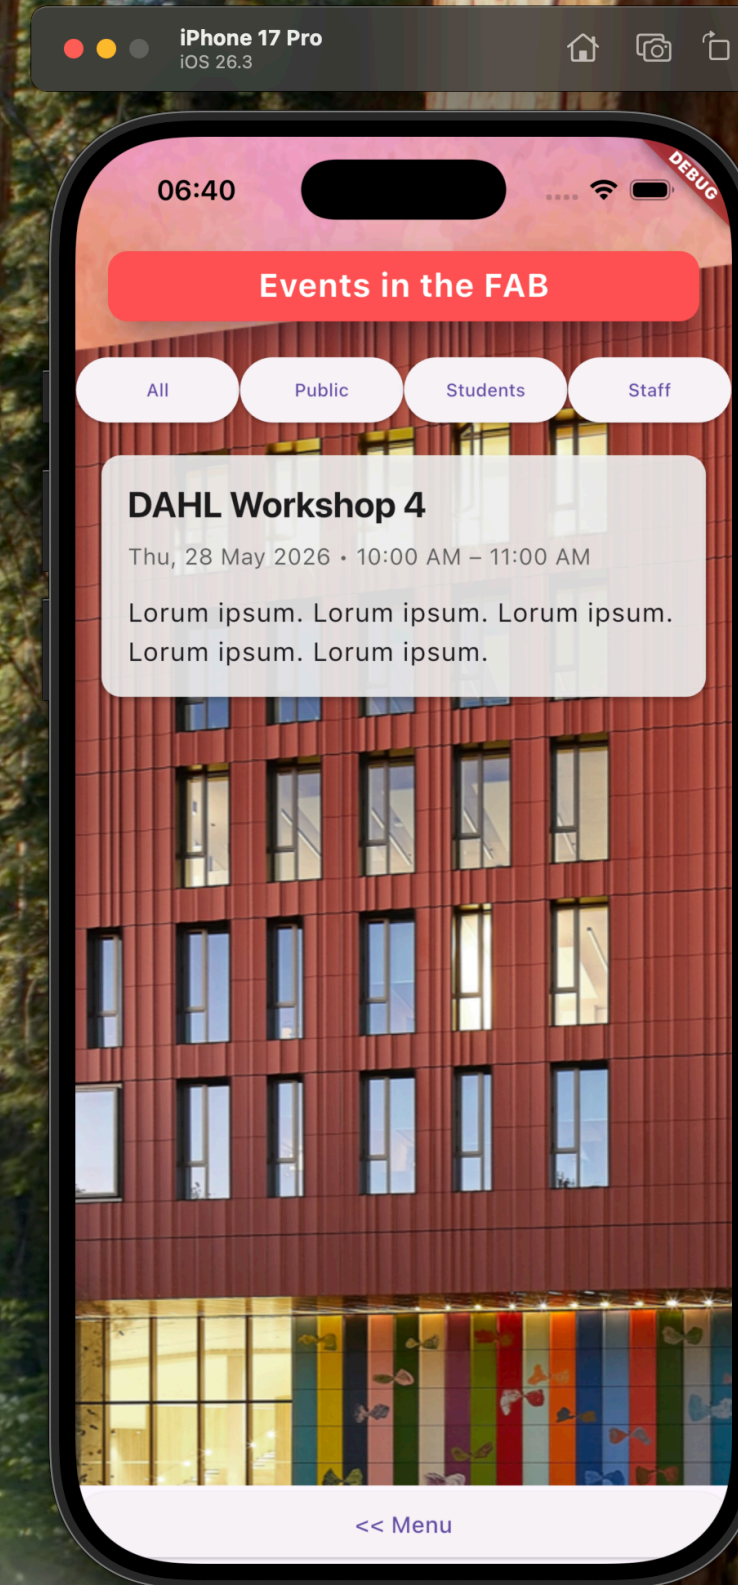 iPhone 17 Pro
iOS 26.3
06:40
DEBUG
Events in the FAB
All Public Students Staff
DAHL Workshop 4
Thu, 28 May 2026 • 10:00 AM – 11:00 AM
Lorum ipsum. Lorum ipsum. Lorum ipsum.
Lorum ipsum. Lorum ipsum.
<< Menu